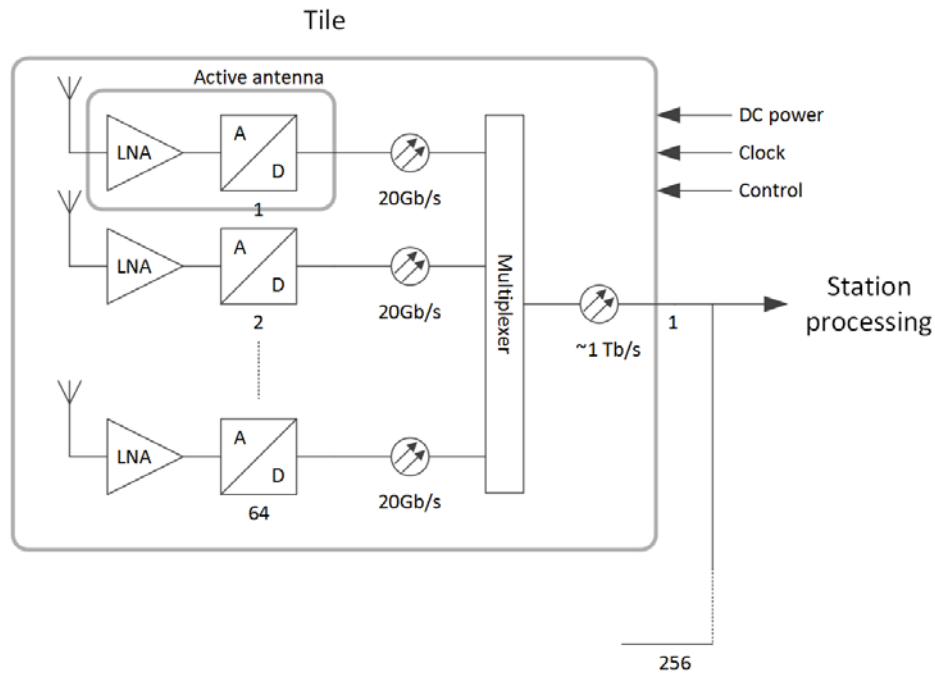 Tile
Active antenna
LNA
A
D
1
20Gb/s
LNA
A
D
2
20Gb/s
LNA
A
D
64
20Gb/s
Multiplexer
~1 Tb/s
1
DC power
Clock
Control
Station
processing
256